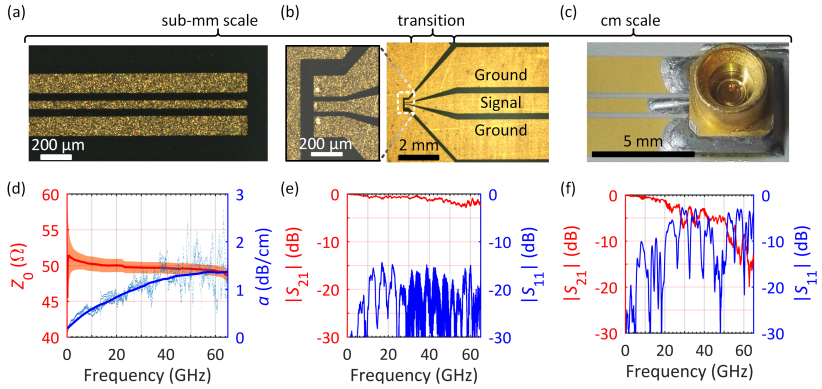 (a)
sub-mm scale
(b)
transition
(c)
cm scale
200 µm
200 µm
2 mm
Ground
Signal
Ground
5 mm
(d)
60
55
50
45
40
Z0 (Ω)
3
2
1
0
a (dB/cm)
0 20 40 60
Frequency (GHz)
(e)
0
-10
-20
-30
|S21| (dB)
0
-10
-20
-30
|S11| (dB)
0 20 40 60
Frequency (GHz)
(f)
0
-10
-20
-30
|S21| (dB)
0
-10
-20
-30
|S11| (dB)
0 20 40 60
Frequency (GHz)